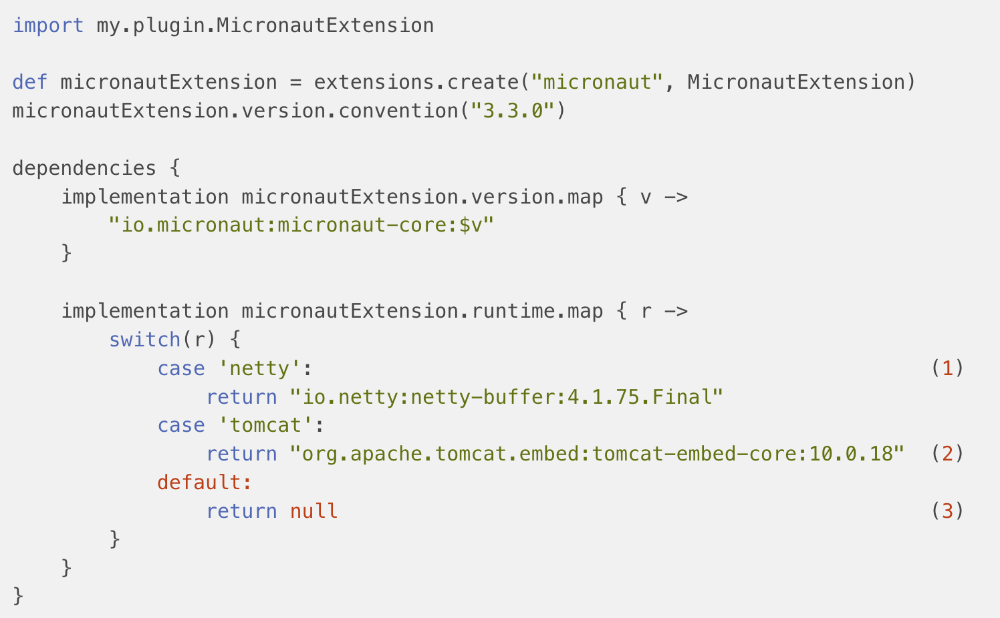 import my.plugin.MicronautExtension

def micronautExtension = extensions.create("micronaut", MicronautExtension)
micronautExtension.version.convention("3.3.0")

dependencies {
    implementation micronautExtension.version.map { v ->
        "io.micronaut:micronaut-core:$v"
    }

    implementation micronautExtension.runtime.map { r ->
        switch(r) {
            case 'netty':                                                    (1)
                return "io.netty:netty-buffer:4.1.75.Final"
            case 'tomcat':
                return "org.apache.tomcat.embed:tomcat-embed-core:10.0.18"  (2)
            default:
                return null                                                  (3)
        }
    }
}